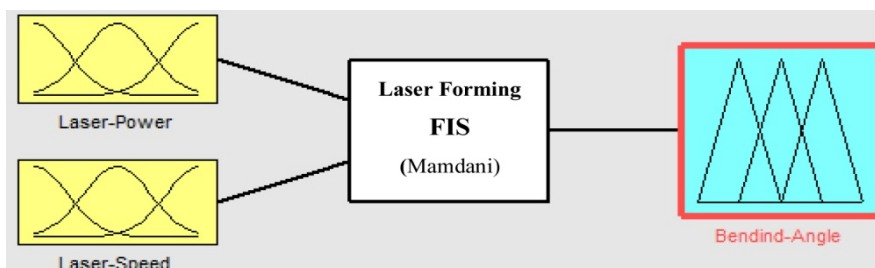 Laser-Power
Laser Forming
FIS
(Mamdani)
Laser-Speed
Bendind-Angle